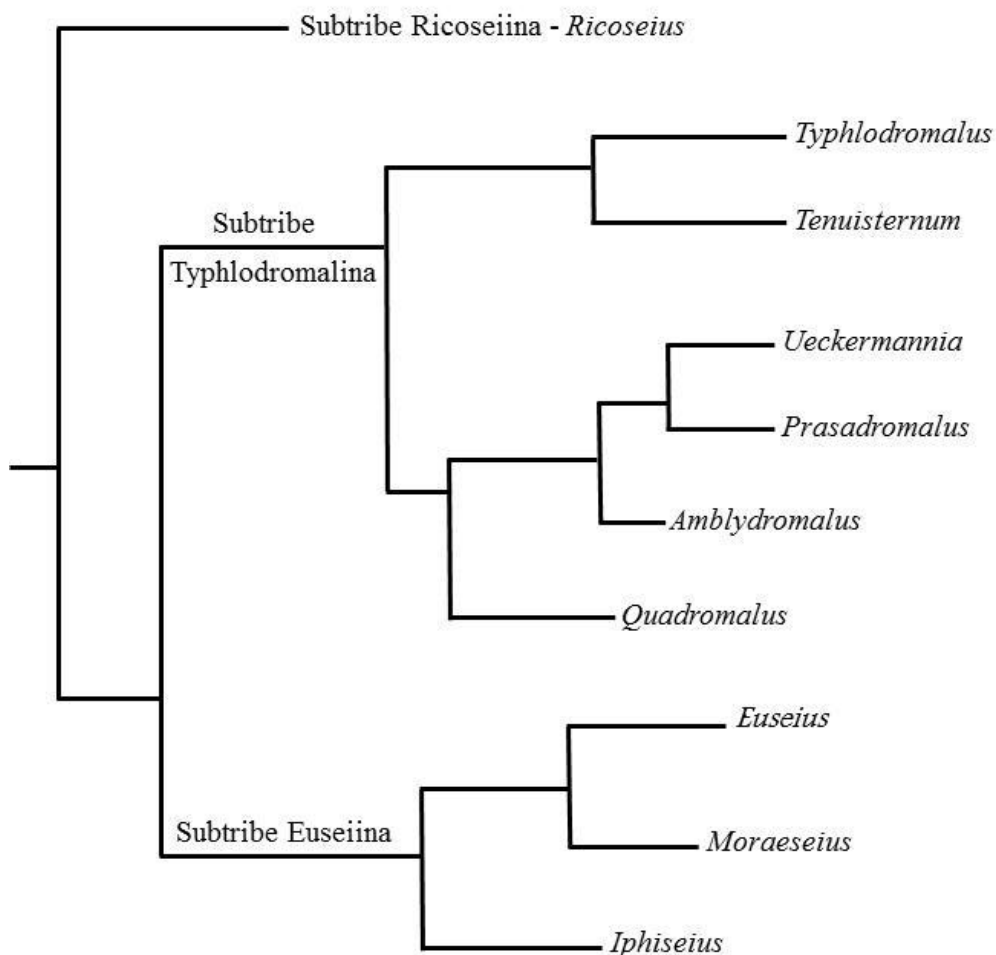 Subtribe Ricoseiina - Ricoseius
Typhlodromalus
Subtribe
Typhlodromalina
Tenuisternum
Ueckermannia
Prasadromalus
Amblydromalus
Quadromalus
Euseius
Subtribe Euseiina
Moraeseius
Iphiseius